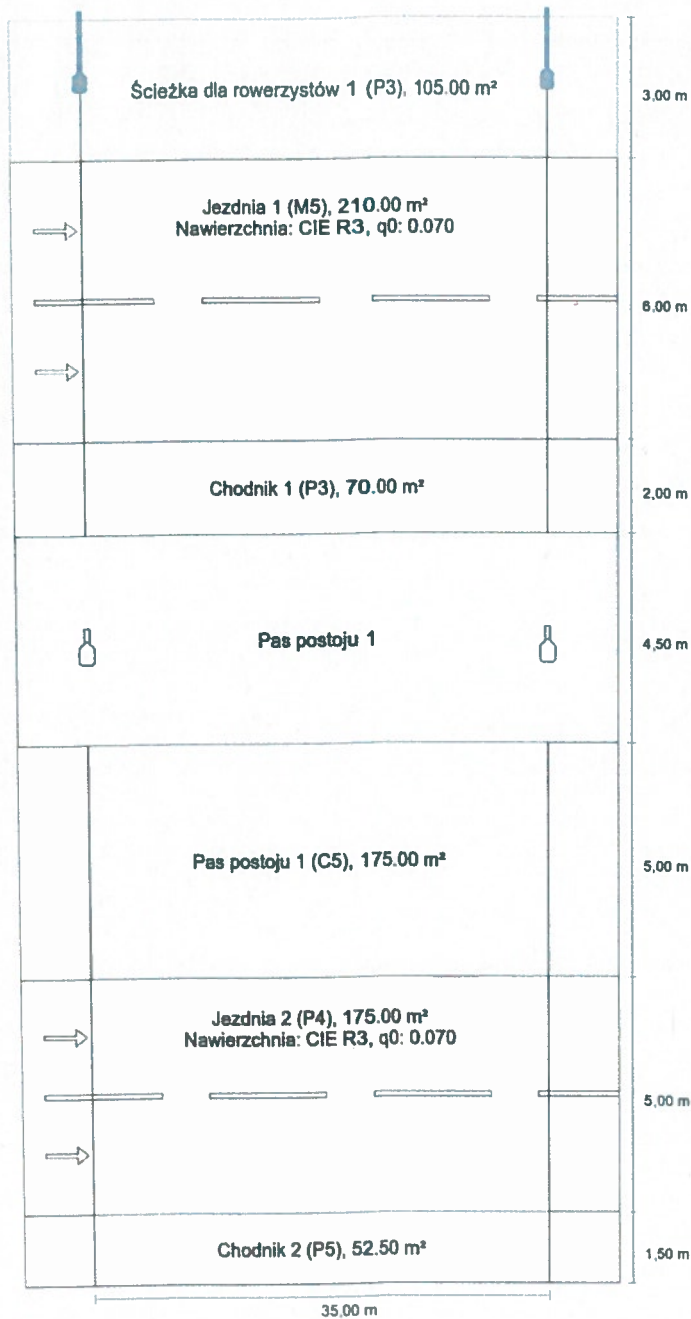 Ścieżka dla rowerzystów 1 (P3), 105.00 m²
3,00 m
Jezdnia 1 (M5), 210.00 m²
Nawierzchnia: CIE R3, q0: 0.070
6,00 m
Chodnik 1 (P3), 70.00 m²
2,00 m
Pas postoju 1
4,50 m
Pas postoju 1 (C5), 175.00 m²
5,00 m
Jezdnia 2 (P4), 175.00 m²
Nawierzchnia: CIE R3, q0: 0.070
5,00 m
Chodnik 2 (P5), 52.50 m²
1,50 m
35,00 m